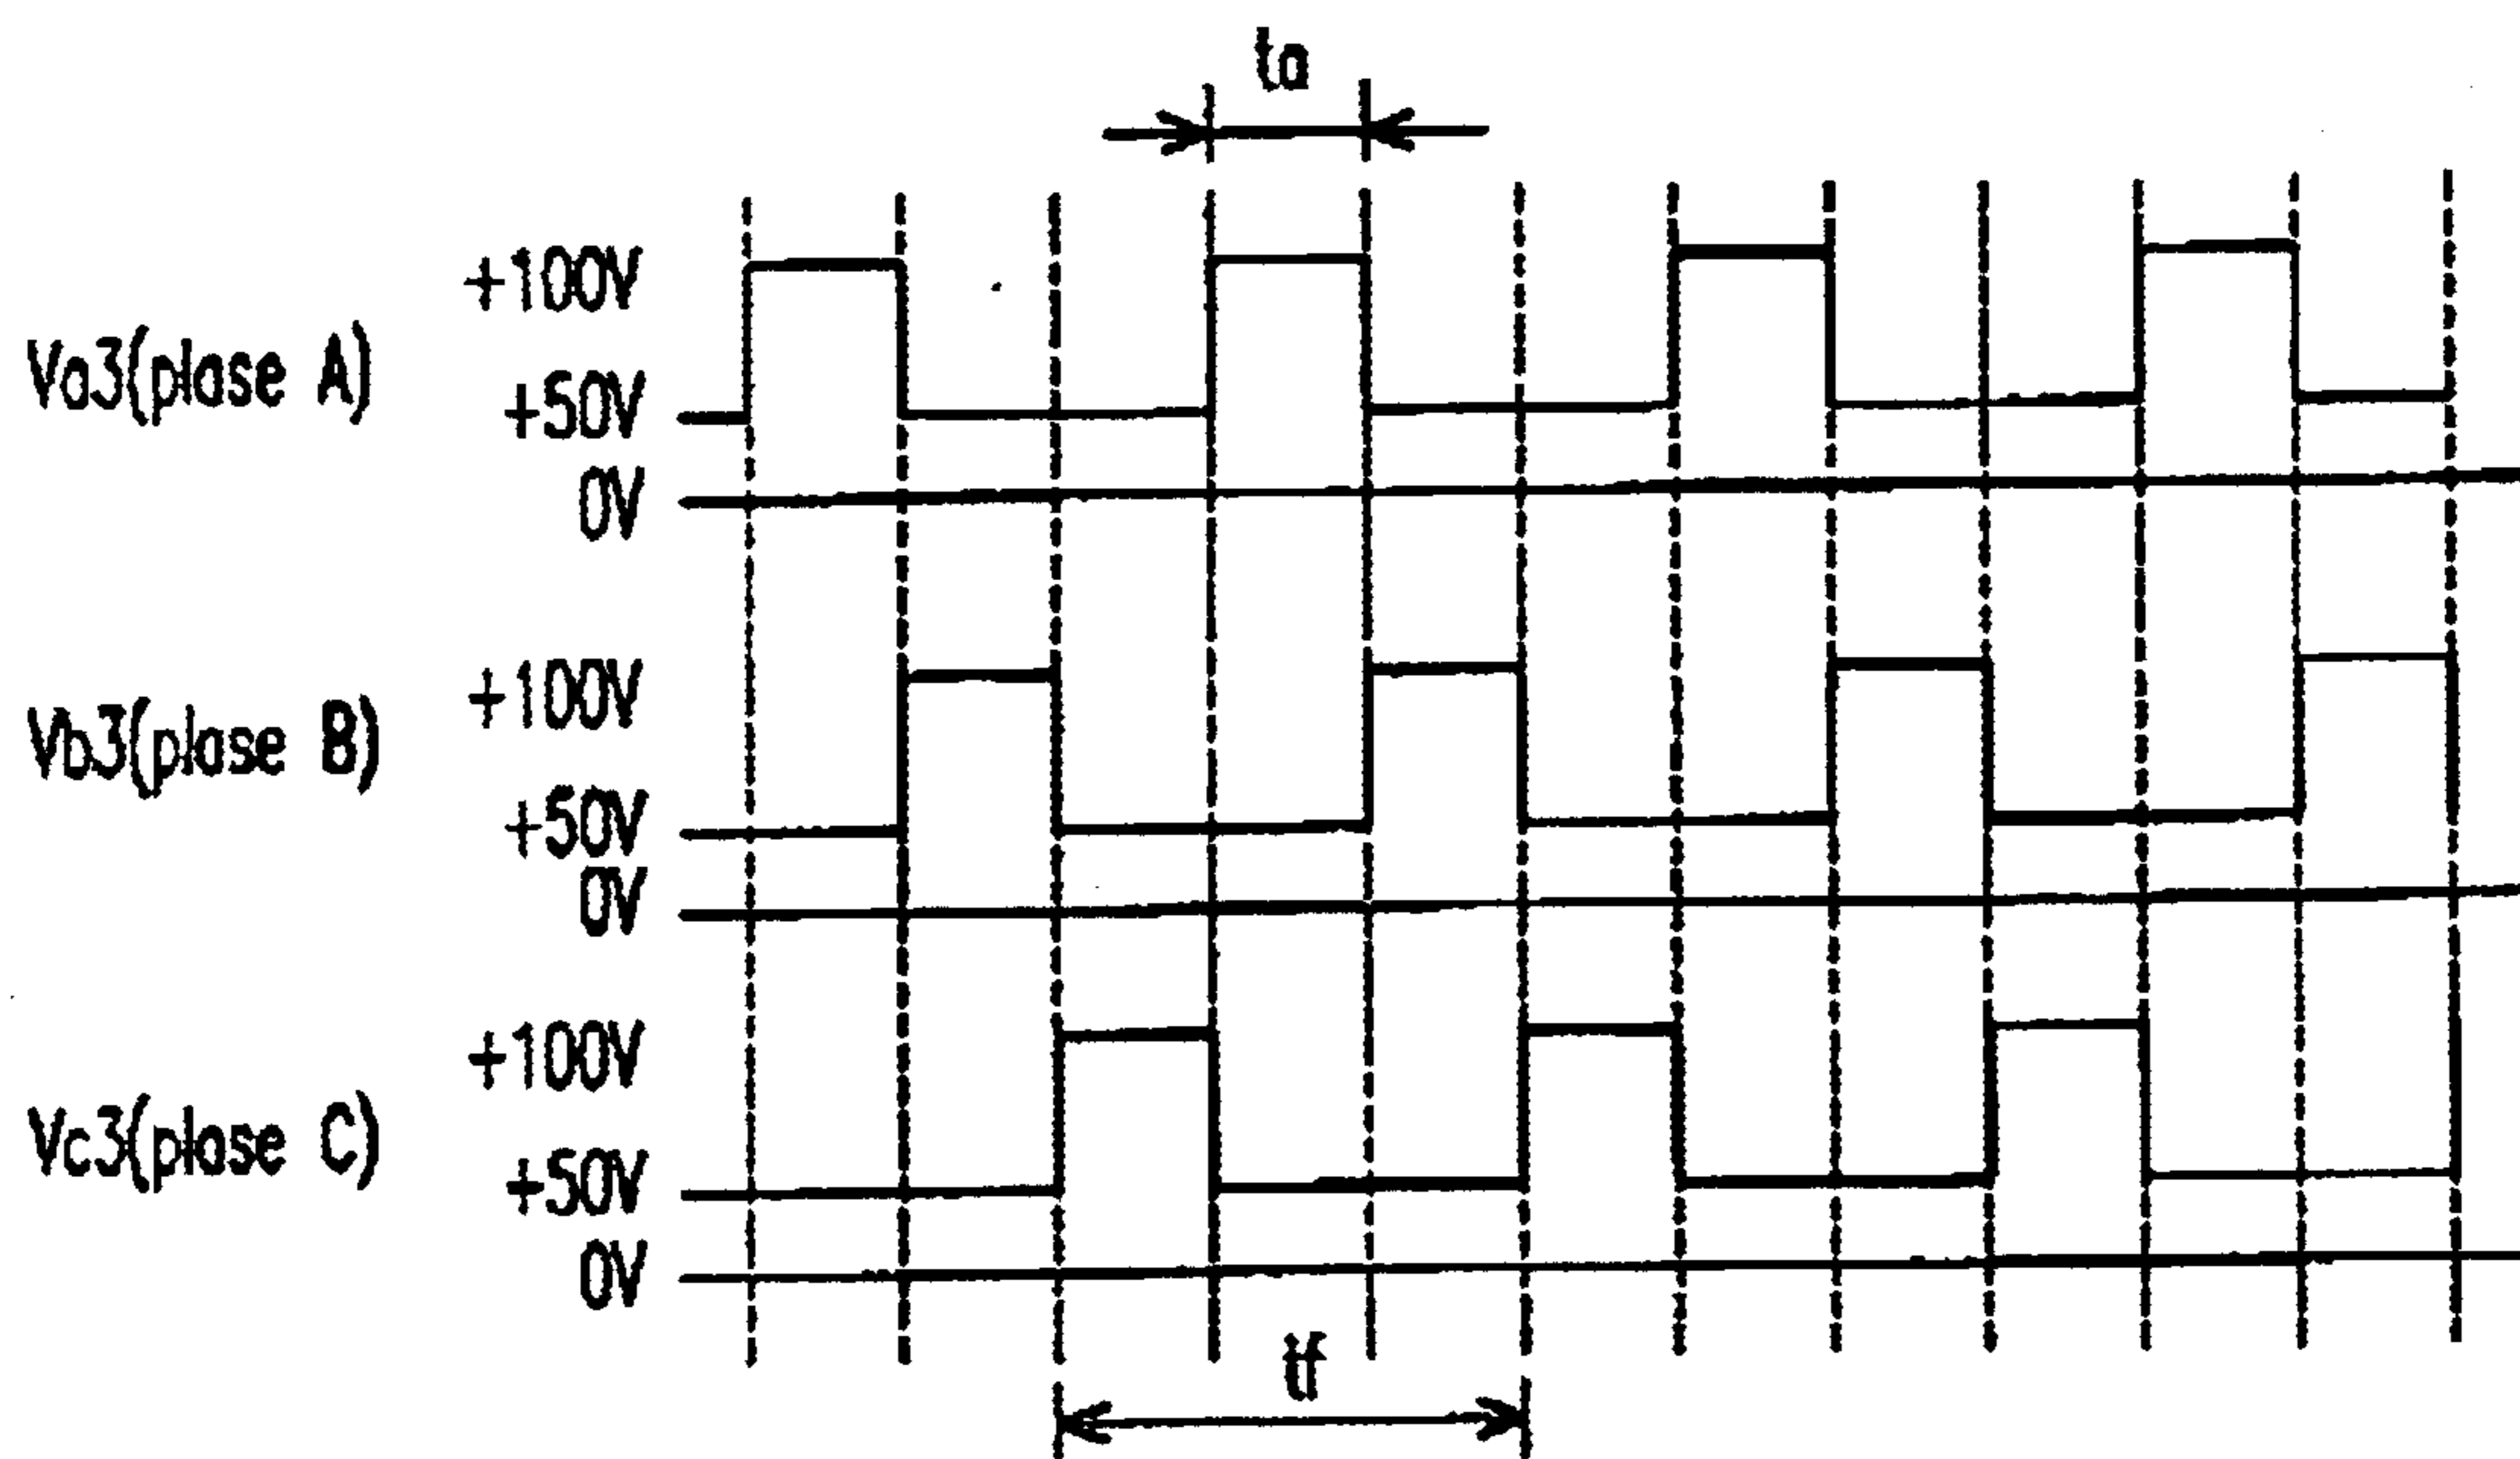 ta
+100V
Va3(plase A)
+50V
0V
+100V
Vb3(plase B)
+50V
0V
+100V
Vc3(plase C)
+50V
0V
tf